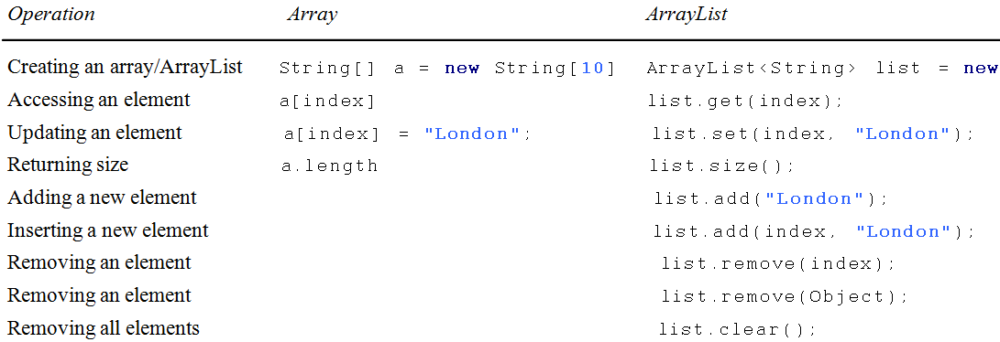 Operation Array ArrayList
Creating an array/ArrayList String[] a = new String[10] ArrayList<String> list = new
Accessing an element a[index] list.get(index);
Updating an element a[index] = "London"; list.set(index, "London");
Returning size a.length list.size();
Adding a new element list.add("London");
Inserting a new element list.add(index, "London");
Removing an element list.remove(index);
Removing an element list.remove(Object);
Removing all elements list.clear();